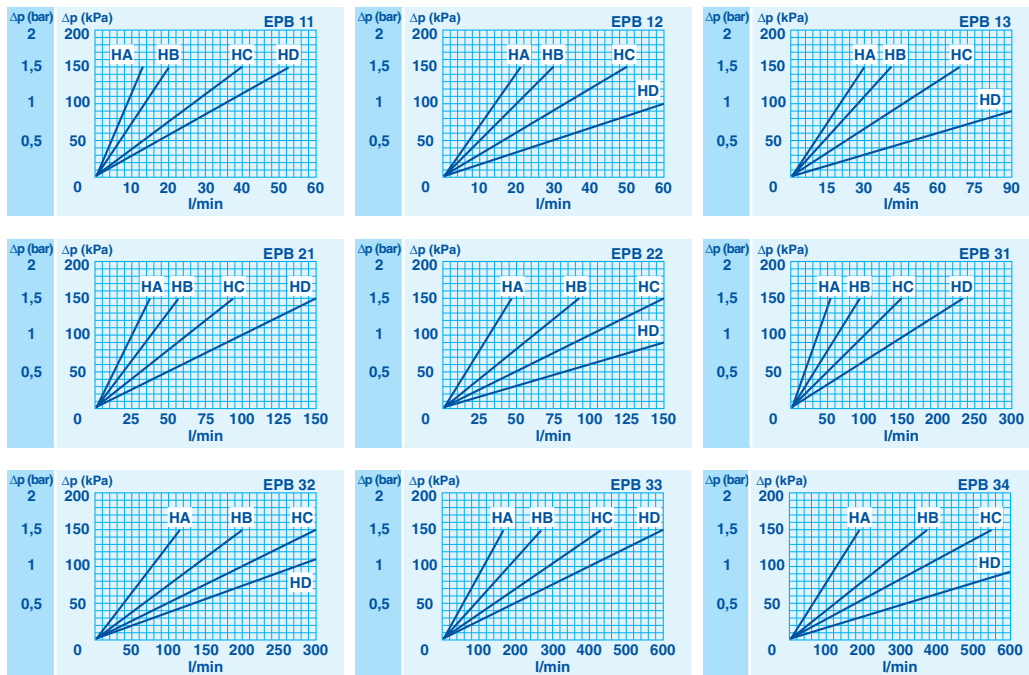 Δp (bar) Δp (kPa) EPB 11
2 200
HA HB HC HD
1,5 150
1 100
0,5 50
0 10 20 30 40 50 60
l/min
Δp (bar) Δp (kPa) EPB 12
2 200
HA HB HC
1,5 150
HD
1 100
0,5 50
0 10 20 30 40 50 60
l/min
Δp (bar) Δp (kPa) EPB 13
2 200
HA HB HC
1,5 150
HD
1 100
0,5 50
0 15 30 45 60 75 90
l/min
Δp (bar) Δp (kPa) EPB 21
2 200
HA HB HC HD
1,5 150
1 100
0,5 50
0 25 50 75 100 125 150
l/min
Δp (bar) Δp (kPa) EPB 22
2 200
HA HB HC
1,5 150
HD
1 100
0,5 50
0 25 50 75 100 125 150
l/min
Δp (bar) Δp (kPa) EPB 31
2 200
HA HB HC HD
1,5 150
1 100
0,5 50
0 50 100 150 200 250 300
l/min
Δp (bar) Δp (kPa) EPB 32
2 200
HA HB HC
1,5 150
1 100
HD
0,5 50
0 50 100 150 200 250 300
l/min
Δp (bar) Δp (kPa) EPB 33
2 200
HA HB HC HD
1,5 150
1 100
0,5 50
0 100 200 300 400 500 600
l/min
Δp (bar) Δp (kPa) EPB 34
2 200
HA HB HC
1,5 150
HD
1 100
0,5 50
0 100 200 300 400 500 600
l/min